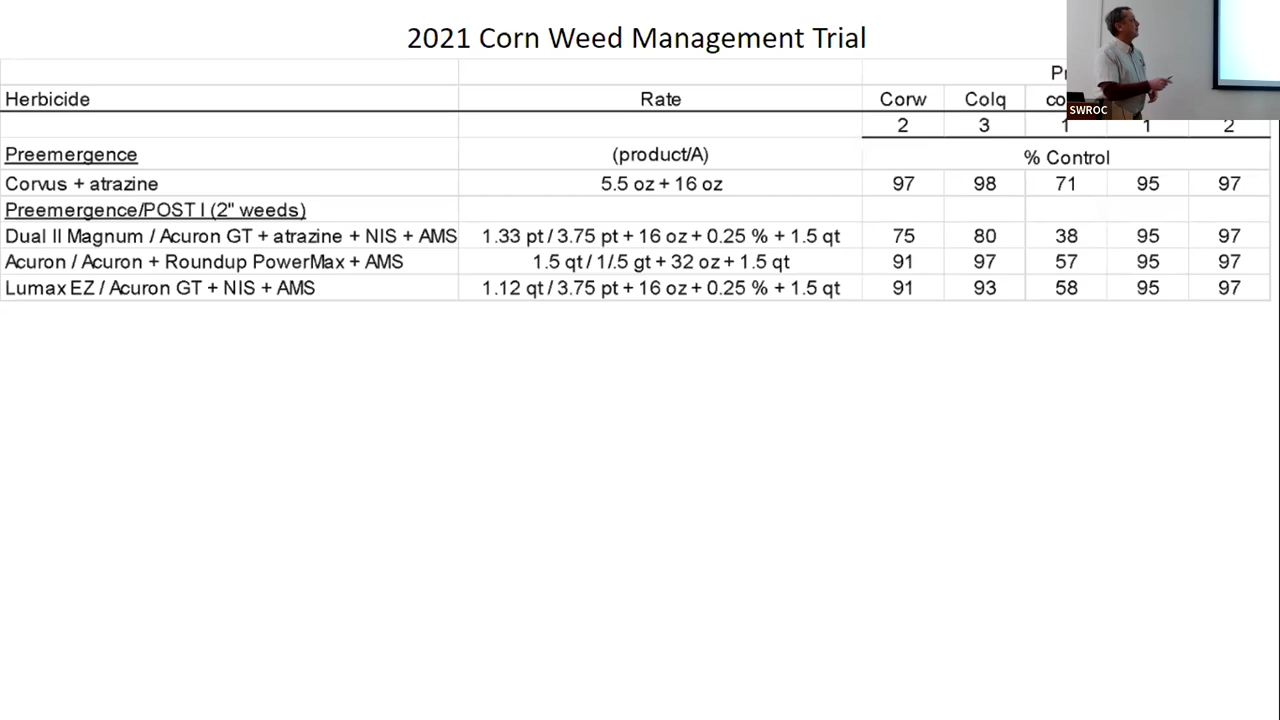 2021 Corn Weed Management Trial
Herbicide Rate Corw Colq
SWROC
2 3 1 1 2
Preemergence (product/A) % Control
Corvus + atrazine 5.5 oz + 16 oz 97 98 71 95 97
Preemergence/POST I (2" weeds)
Dual II Magnum / Acuron GT + atrazine + NIS + AMS 1.33 pt / 3.75 pt + 16 oz + 0.25 % + 1.5 qt 75 80 38 95 97
Acuron / Acuron + Roundup PowerMax + AMS 1.5 qt / 1/.5 gt + 32 oz + 1.5 qt 91 97 57 95 97
Lumax EZ / Acuron GT + NIS + AMS 1.12 qt / 3.75 pt + 16 oz + 0.25 % + 1.5 qt 91 93 58 95 97